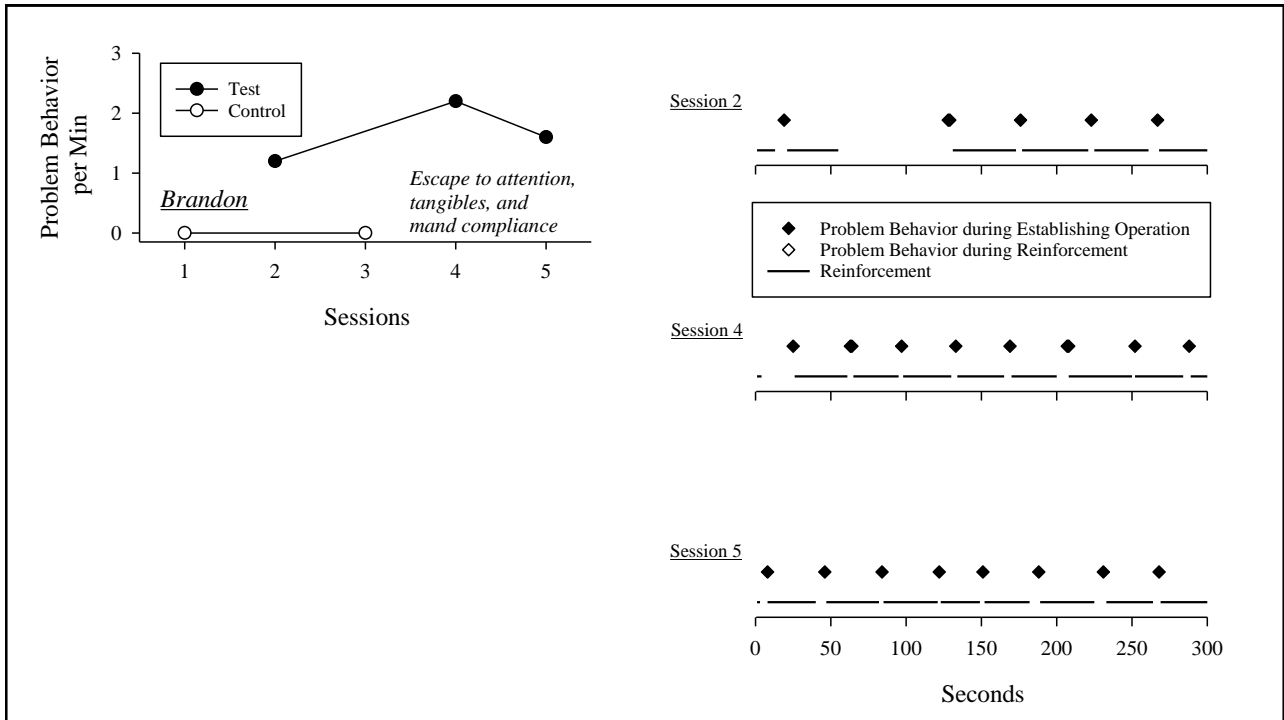 Problem Behavior
per Min
3
2
1
0
Test
Control
Brandon
Escape to attention,
tangibles, and
mand compliance
1 2 3 4 5
Sessions
Session 2
Problem Behavior during Establishing Operation
Problem Behavior during Reinforcement
Reinforcement
Session 4
Session 5
0 50 100 150 200 250 300
Seconds